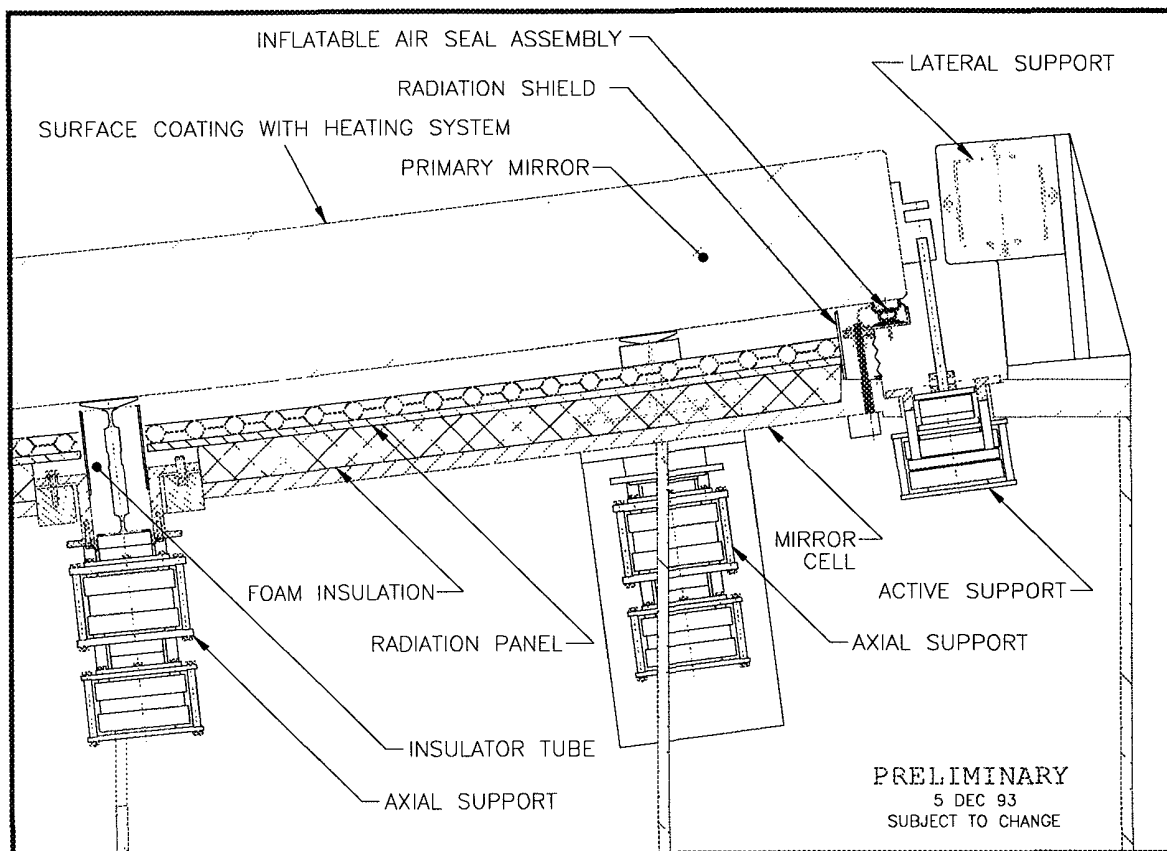 INFLATABLE AIR SEAL ASSEMBLY
LATERAL SUPPORT
RADIATION SHIELD
SURFACE COATING WITH HEATING SYSTEM
PRIMARY MIRROR
MIRROR
CELL
FOAM INSULATION
ACTIVE SUPPORT
RADIATION PANEL
AXIAL SUPPORT
INSULATOR TUBE
AXIAL SUPPORT
PRELIMINARY
5 DEC 93
SUBJECT TO CHANGE